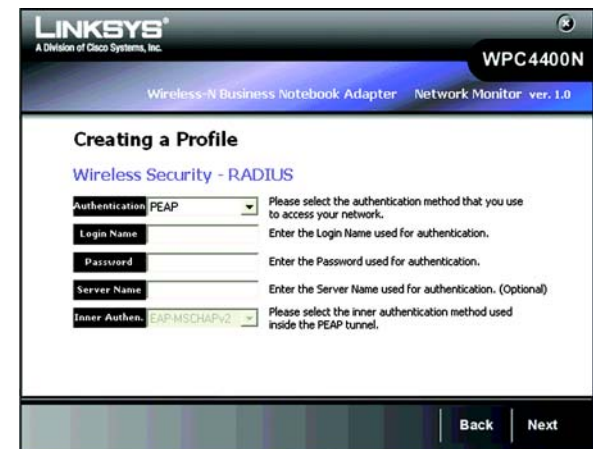 LINKSYS®
A Division of Cisco Systems, Inc.
WPC4400N
Wireless-N Business Notebook Adapter Network Monitor ver. 1.0
Creating a Profile
Wireless Security - RADIUS
Authentication PEAP Please select the authentication method that you use
to access your network.
Login Name Enter the Login Name used for authentication.
Password Enter the Password used for authentication.
Server Name Enter the Server Name used for authentication. (Optional)
Inner Authen. EAP-MSCHAPv2 Please select the inner authentication method used
inside the PEAP tunnel.
Back Next